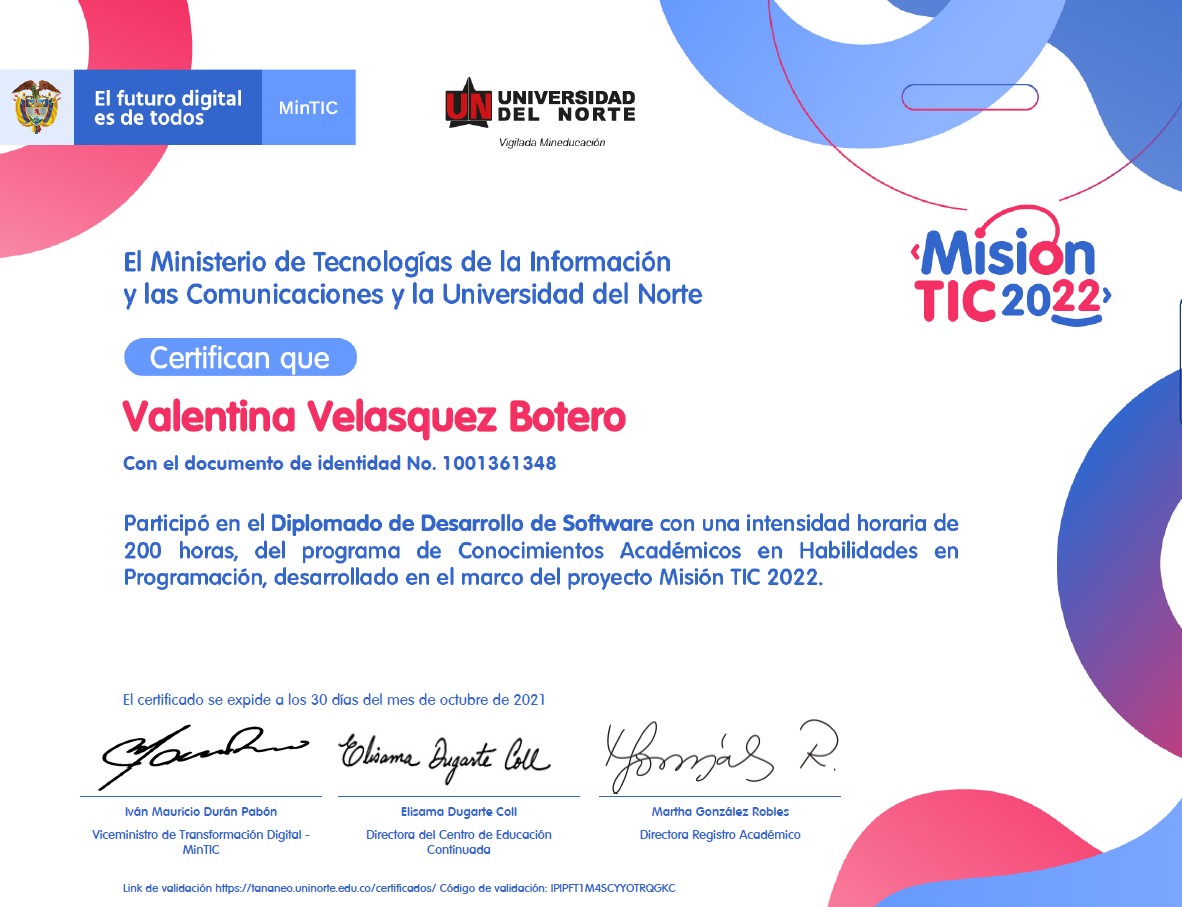 El futuro digital
es de todos
MinTIC
UN UNIVERSIDAD
DEL NORTE
Vigilada Mineducación
Misión
TIC 2022
El Ministerio de Tecnologías de la Información
y las Comunicaciones y la Universidad del Norte
Certifican que
Valentina Velasquez Botero
Con el documento de identidad No. 1001361348
Participó en el Diplomado de Desarrollo de Software con una intensidad horaria de
200 horas, del programa de Conocimientos Académicos en Habilidades en
Programación, desarrollado en el marco del proyecto Misión TIC 2022.
El certificado se expide a los 30 días del mes de octubre de 2021
Elisama Dugarte Coll
Iván Mauricio Durán Pabón
Elisama Dugarte Coll
Martha González Robles
Viceministro de Transformación Digital -
MinTIC
Directora del Centro de Educación
Continuada
Directora Registro Académico
Link de validación https://tananeo.uninorte.edu.co/certificados/ Código de validación: IPIPFT1M4SCYYOTRQGKC